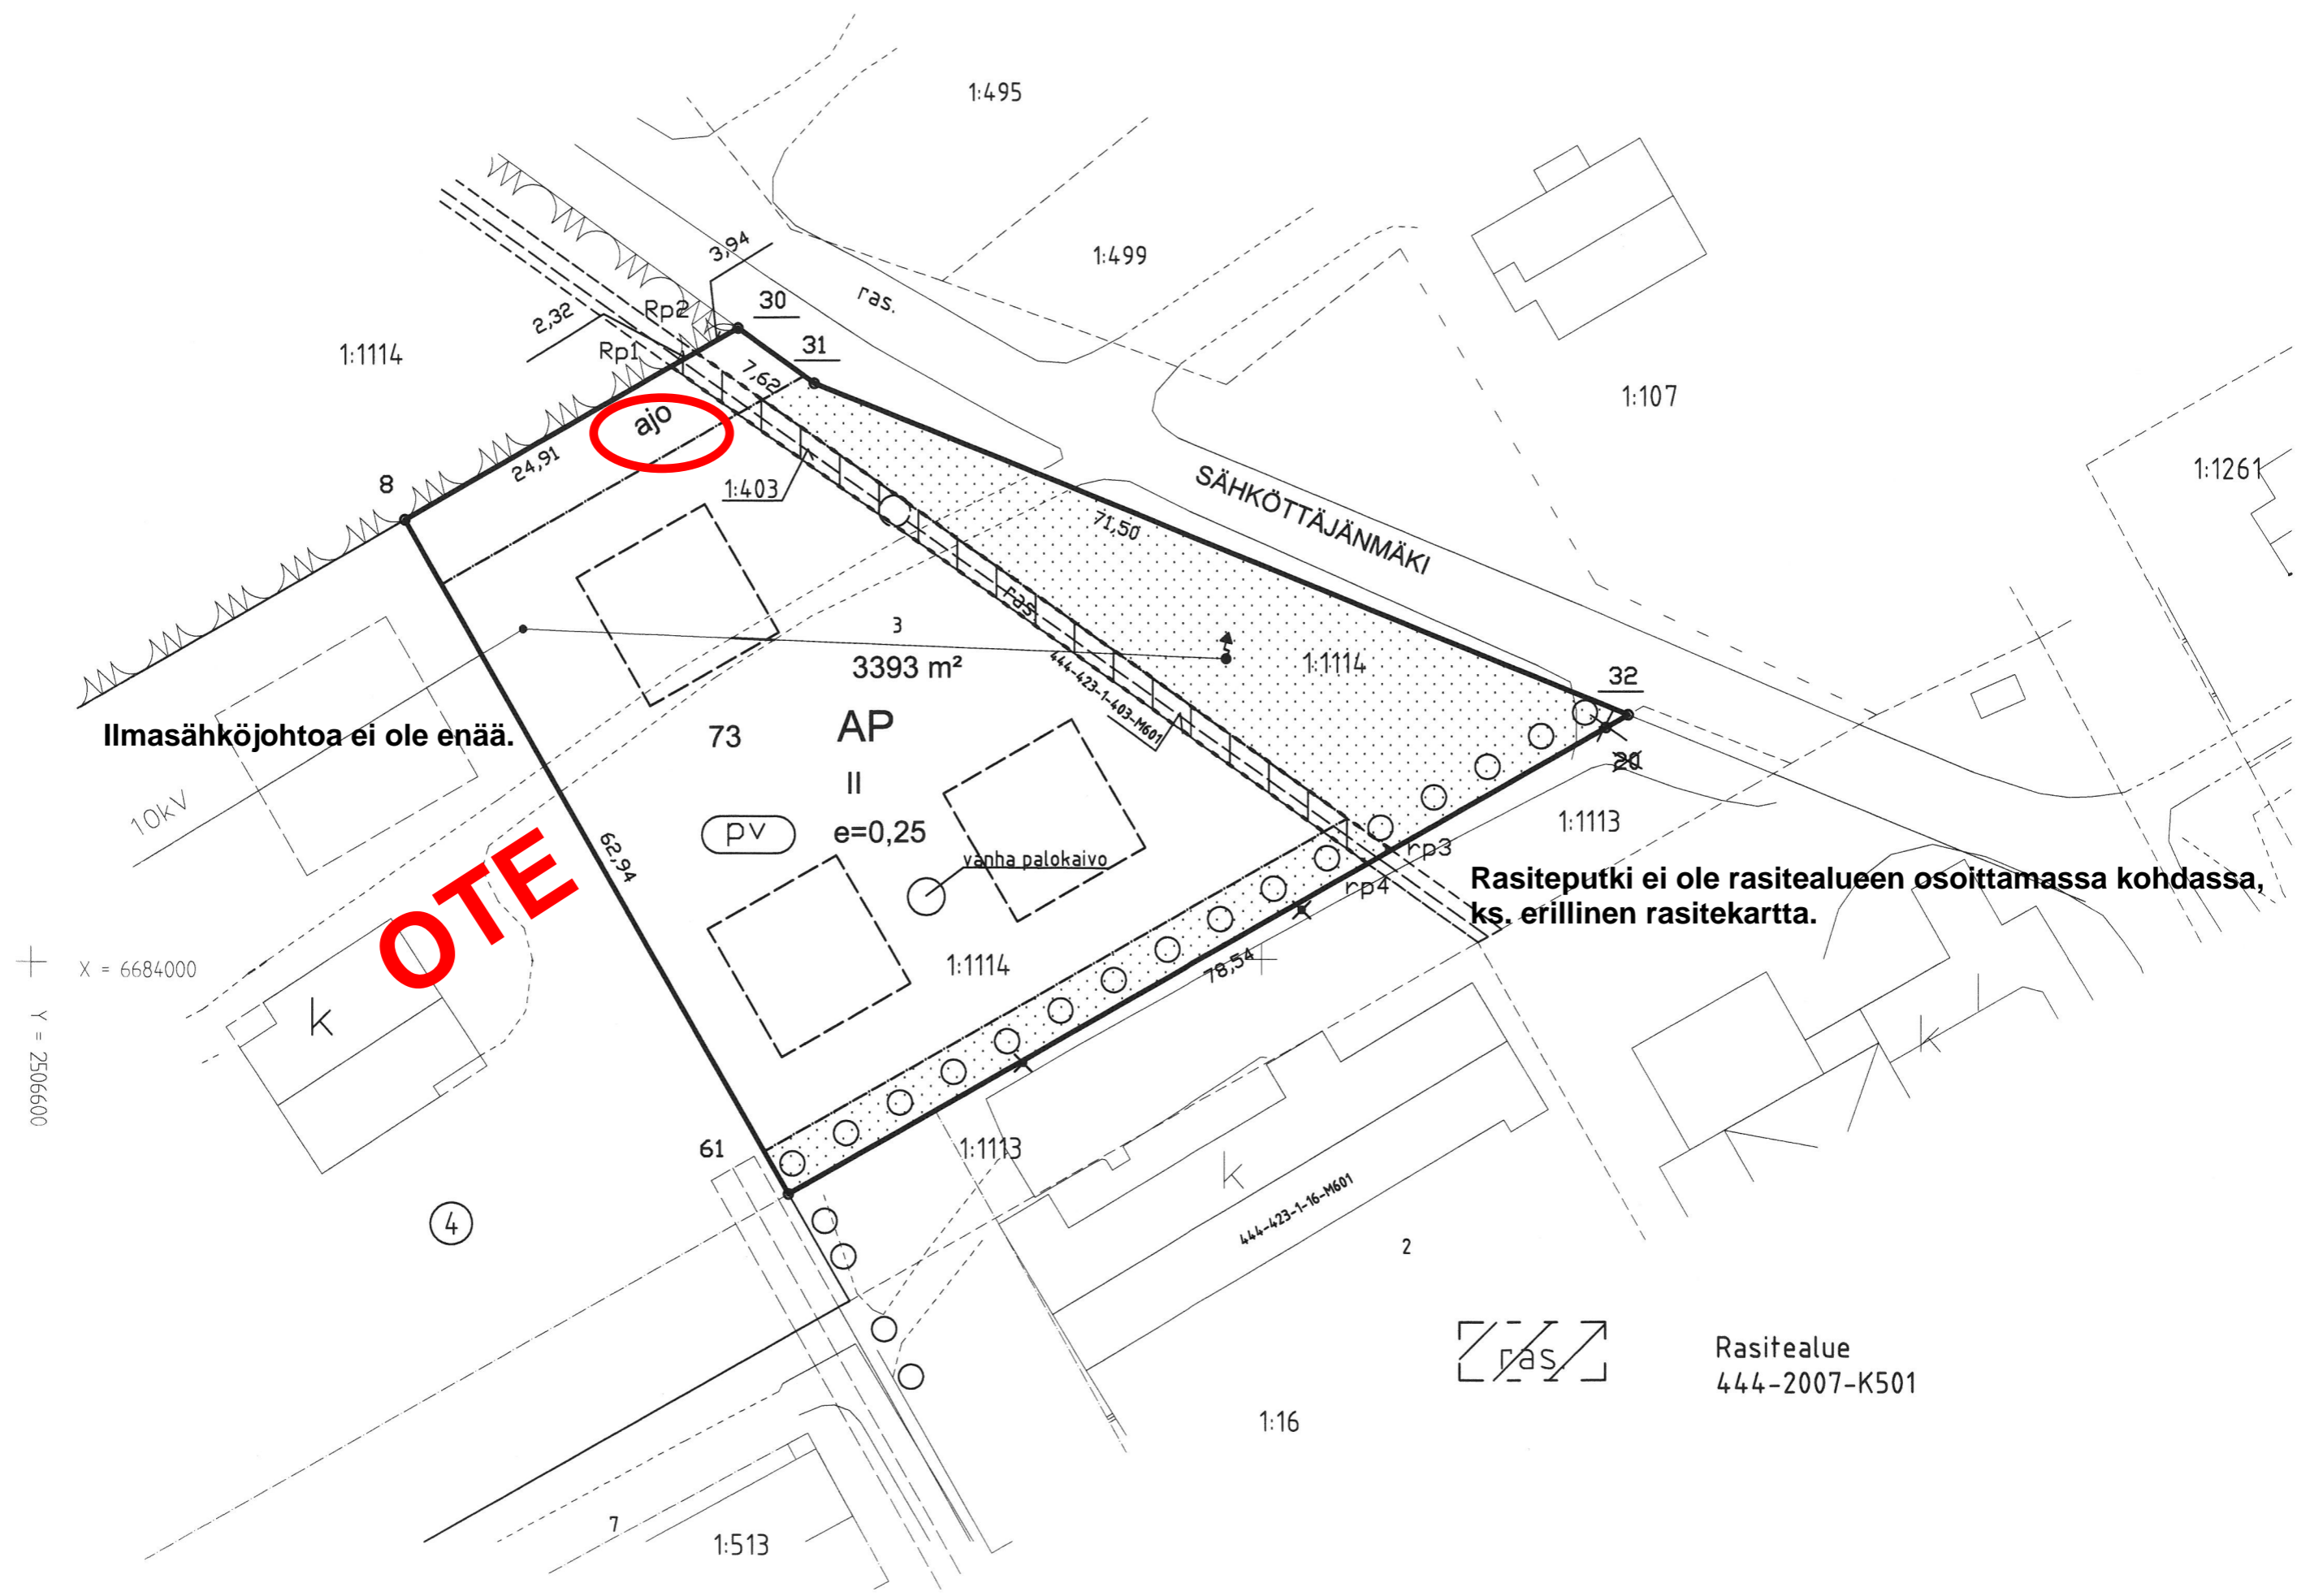 1:495
1:499
3,94
ras.
30
Rp2
2,32
31
Rp1
1:1114
7,62
1:107
ajo
24,91
8
1:403
1:1261
SÄHKÖTTÄJÄNMÄKI
71,50
ras.
3
3393 m²
1:1114
444-423-1-403-M601
32
Ilmasähköjohtoa ei ole enää.
73
AP
20
II
10kV
pv
e=0,25
1:1113
62,94
vanha palokaivo
rp3
rp4
Rasiteputki ei ole rasitealueen osoittamassa kohdassa,
ks. erillinen rasitekartta.
OTE
1:1114
78,54
X = 6684000
Y = 2506600
k
k
61
1:1113
k
444-423-1-16-M601
4
2
ras.
Rasitealue
444-2007-K501
1:16
7
1:513